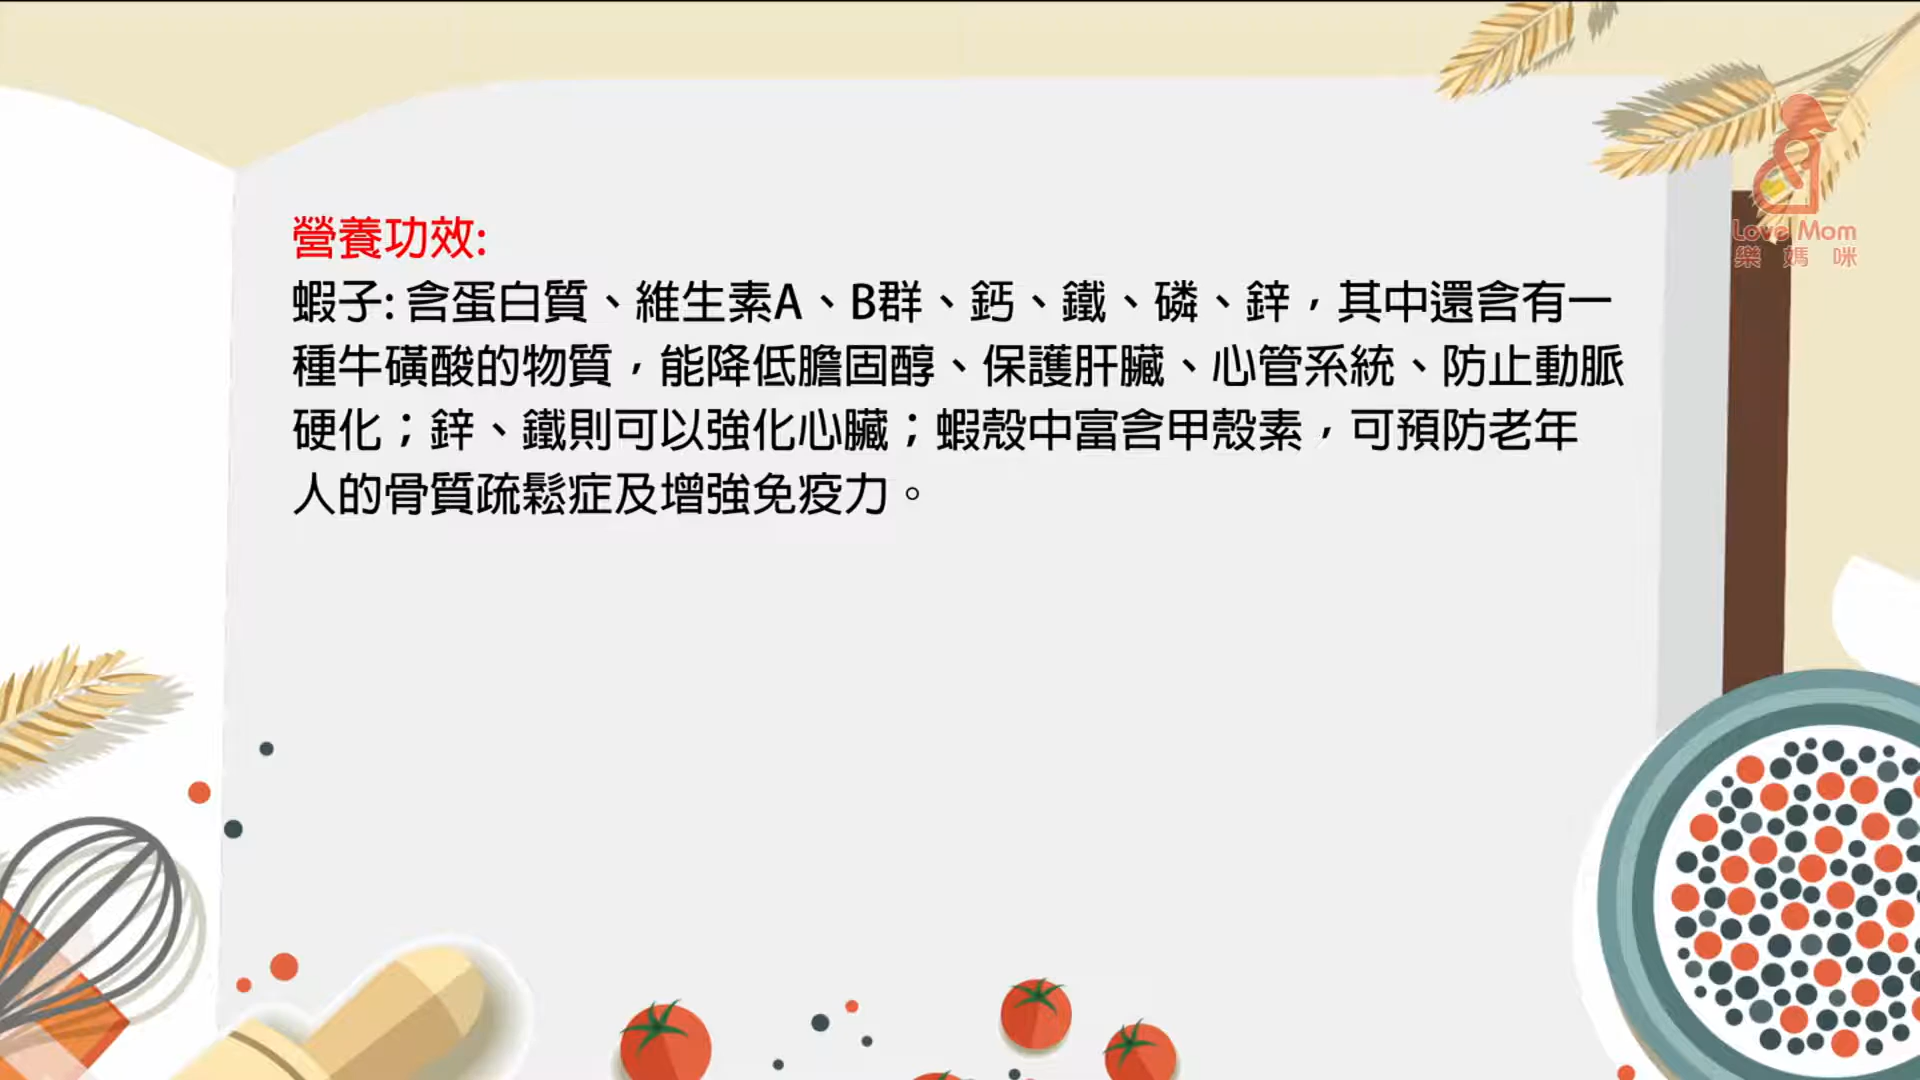 營養功效:
蝦子: 含蛋白質、維生素A、B群、鈣、鐵、磷、鋅，其中還含有一
種牛磺酸的物質，能降低膽固醇、保護肝臟、心管系統、防止動脈
硬化；鋅、鐵則可以強化心臟；蝦殼中富含甲殼素，可預防老年
人的骨質疏鬆症及增強免疫力。
Love Mom
樂媽咪